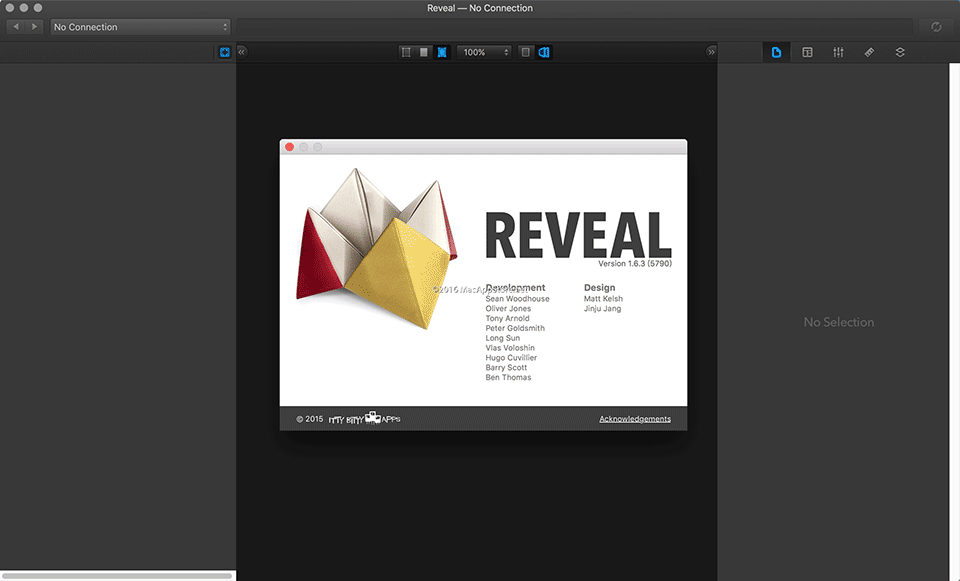 Reveal — No Connection
No Connection
100%
REVEAL
Version 1.6.3 (5790)
Development
Sean Woodhouse
Oliver Jones
Tony Arnold
Peter Goldsmith
Long Sun
Vlas Voloshin
Hugo Cuvillier
Barry Scott
Ben Thomas
Design
Matt Kelsh
Jinju Jang
©2016 MacAppstore.net
No Selection
© 2015 ITTY BITTY APPS
Acknowledgements